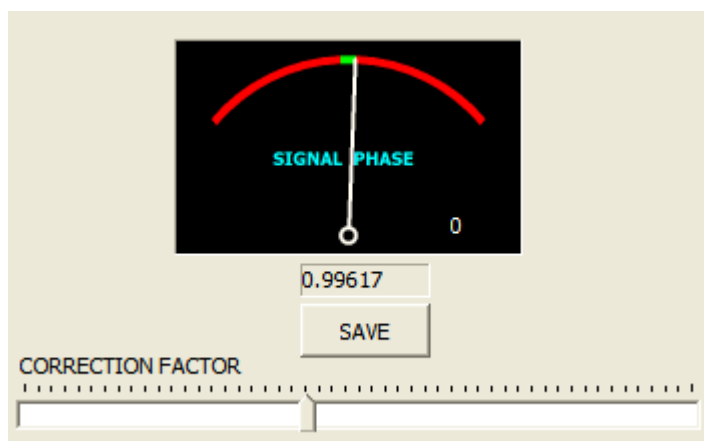 SIGNAL PHASE
0
0.99617
SAVE
CORRECTION FACTOR